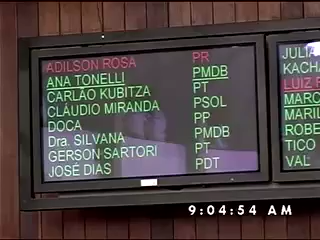 ADILSON ROSA PR
ANA TONELLI PMDB
CARLÃO KUBITZA PT
CLÁUDIO MIRANDA PSOL
DOCA PP
Dra. SILVANA PMDB
GERSON SARTORI PT
JOSÉ DIAS PDT
JULI
KACHA
LUIZ
MARC
MARIL
ROBE
TICO
VAL
9:04:54 AM